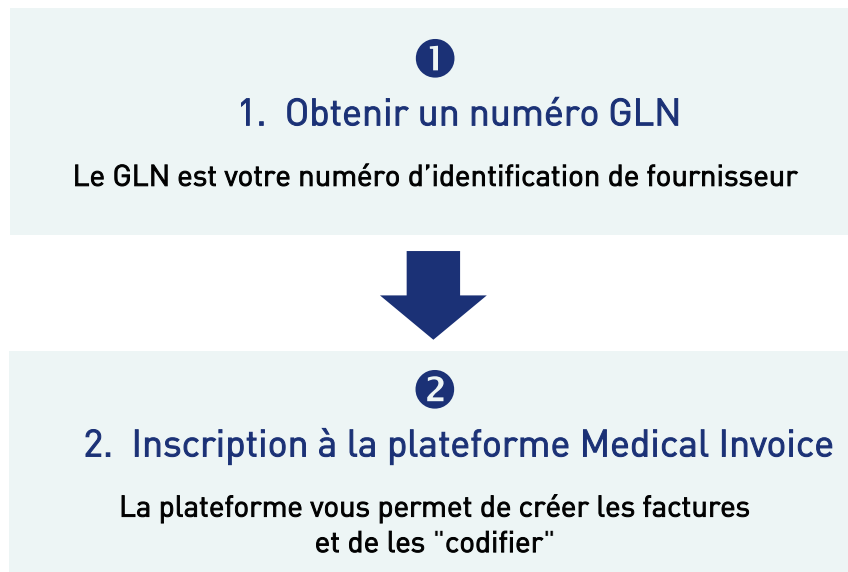 1
1. Obtenir un numéro GLN
Le GLN est votre numéro d’identification de fournisseur
2
2. Inscription à la plateforme Medical Invoice
La plateforme vous permet de créer les factures
et de les "codifier"